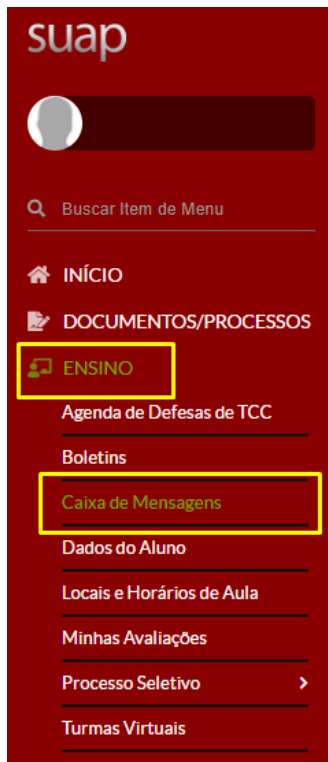 suap
Buscar Item de Menu
INÍCIO
DOCUMENTOS/PROCESSOS
ENSINO
Agenda de Defesas de TCC
Boletins
Caixa de Mensagens
Dados do Aluno
Locais e Horários de Aula
Minhas Avaliações
Processo Seletivo
Turmas Virtuais